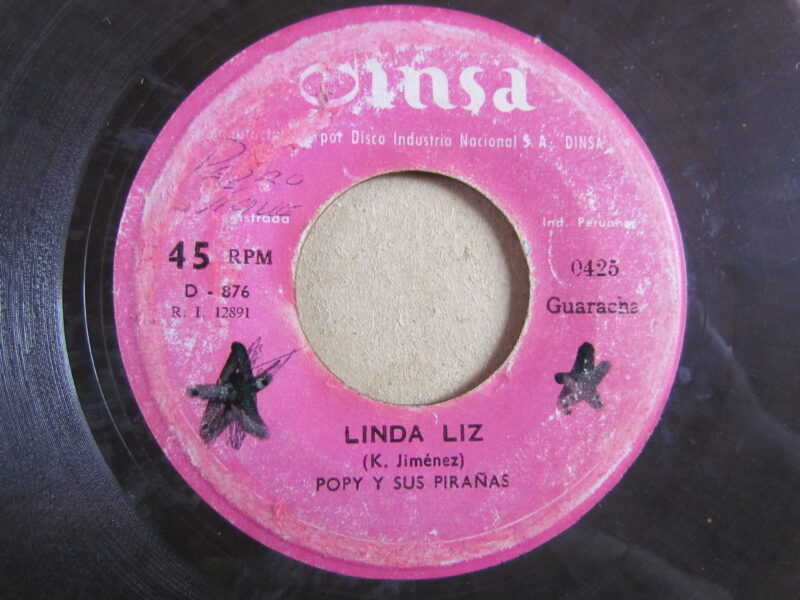 Dinsa
por Disco Industria Nacional S. A. "DINSA"
Ind. Peruana
45 RPM
D - 876
R. I. 12891
0425
Guaracha
LINDA LIZ
(K. Jiménez)
POPY Y SUS PIRAÑAS